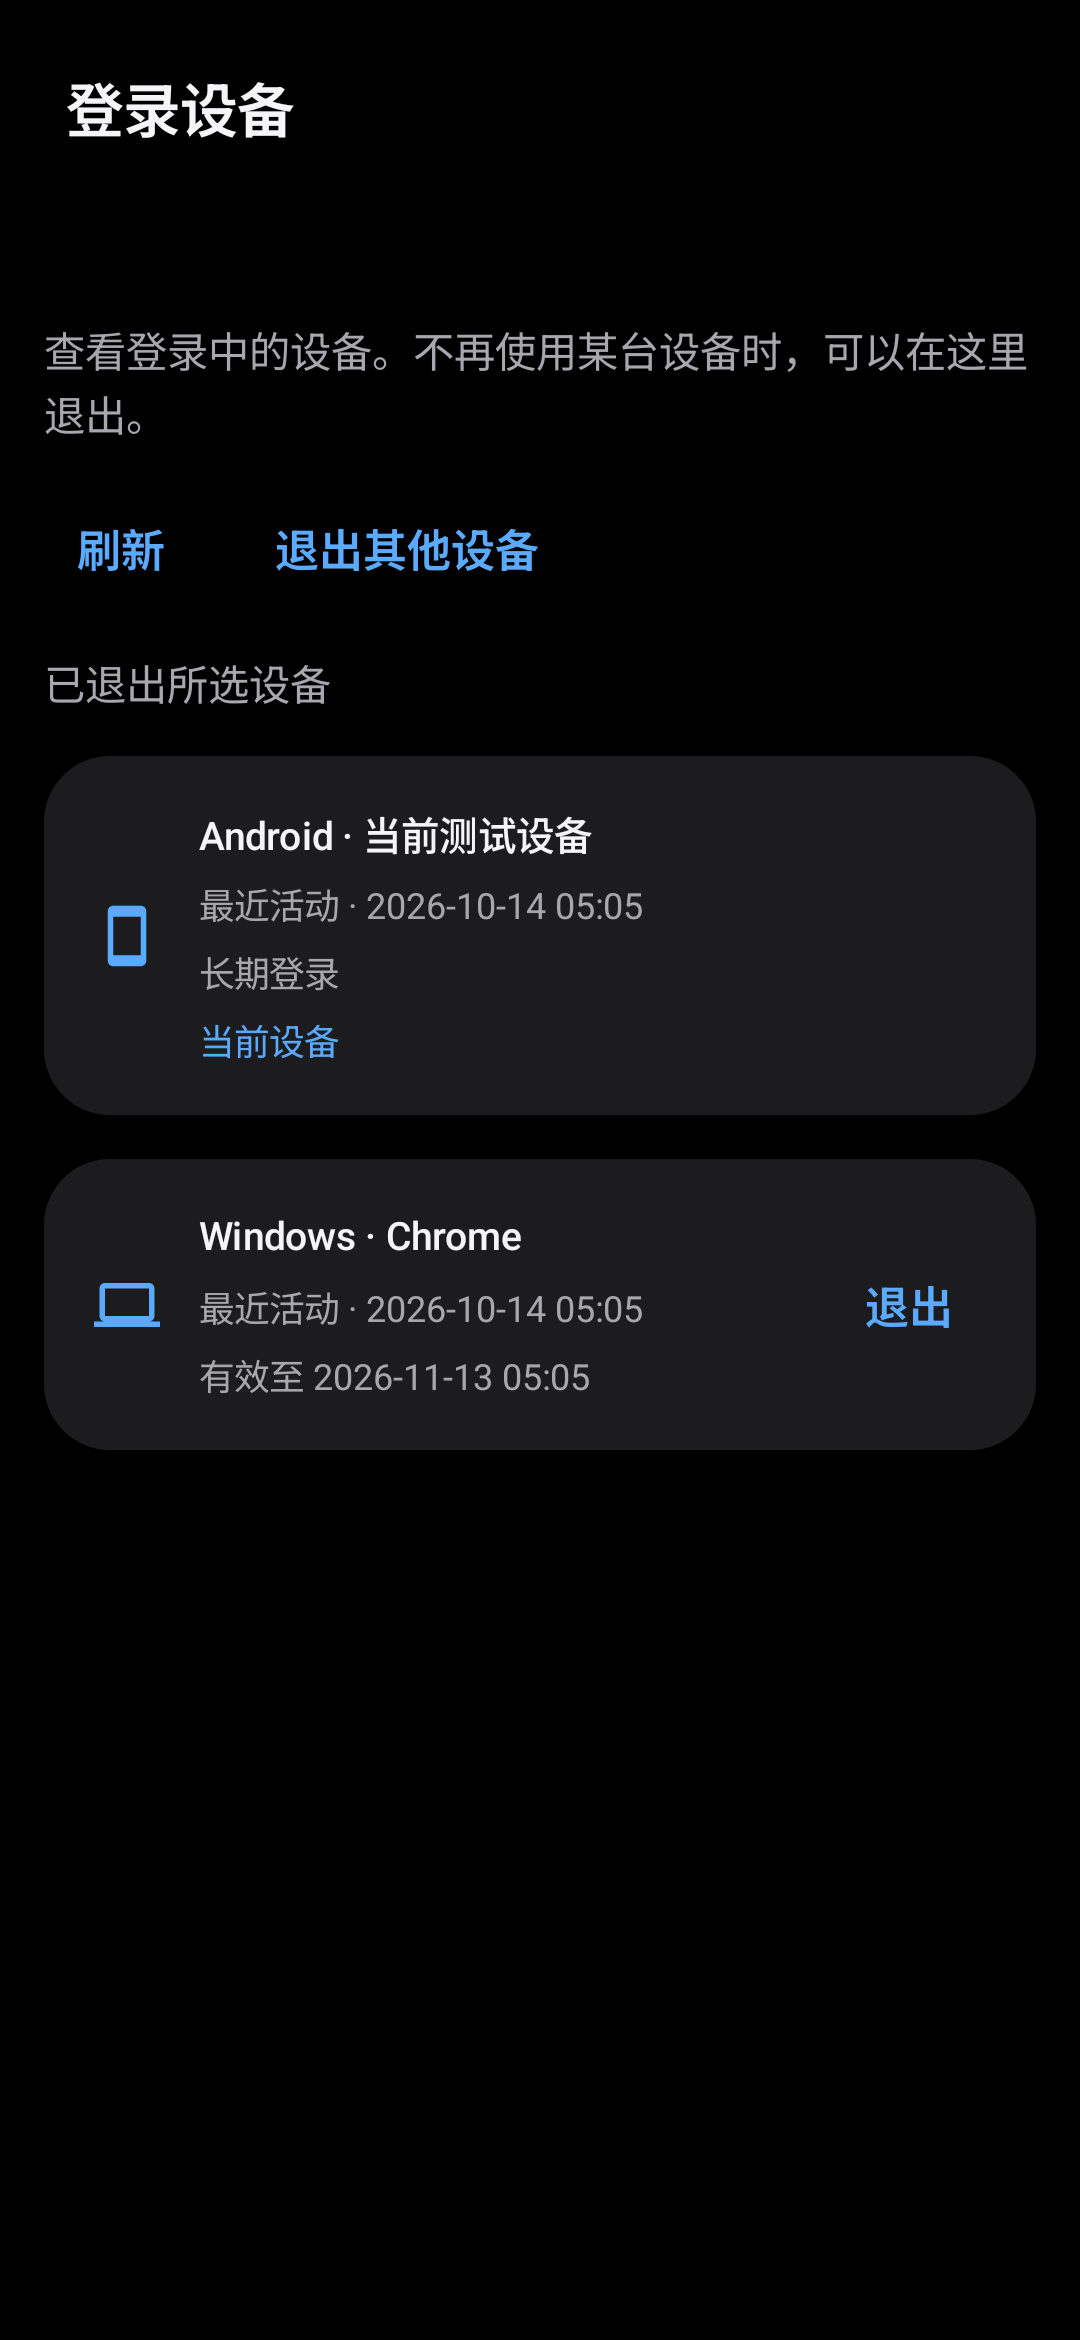 登录设备
查看登录中的设备。不再使用某台设备时，可以在这里
退出。
刷新 退出其他设备
已退出所选设备
Android · 当前测试设备
最近活动 · 2026-10-14 05:05
长期登录
当前设备
Windows · Chrome
最近活动 · 2026-10-14 05:05
退出
有效至 2026-11-13 05:05